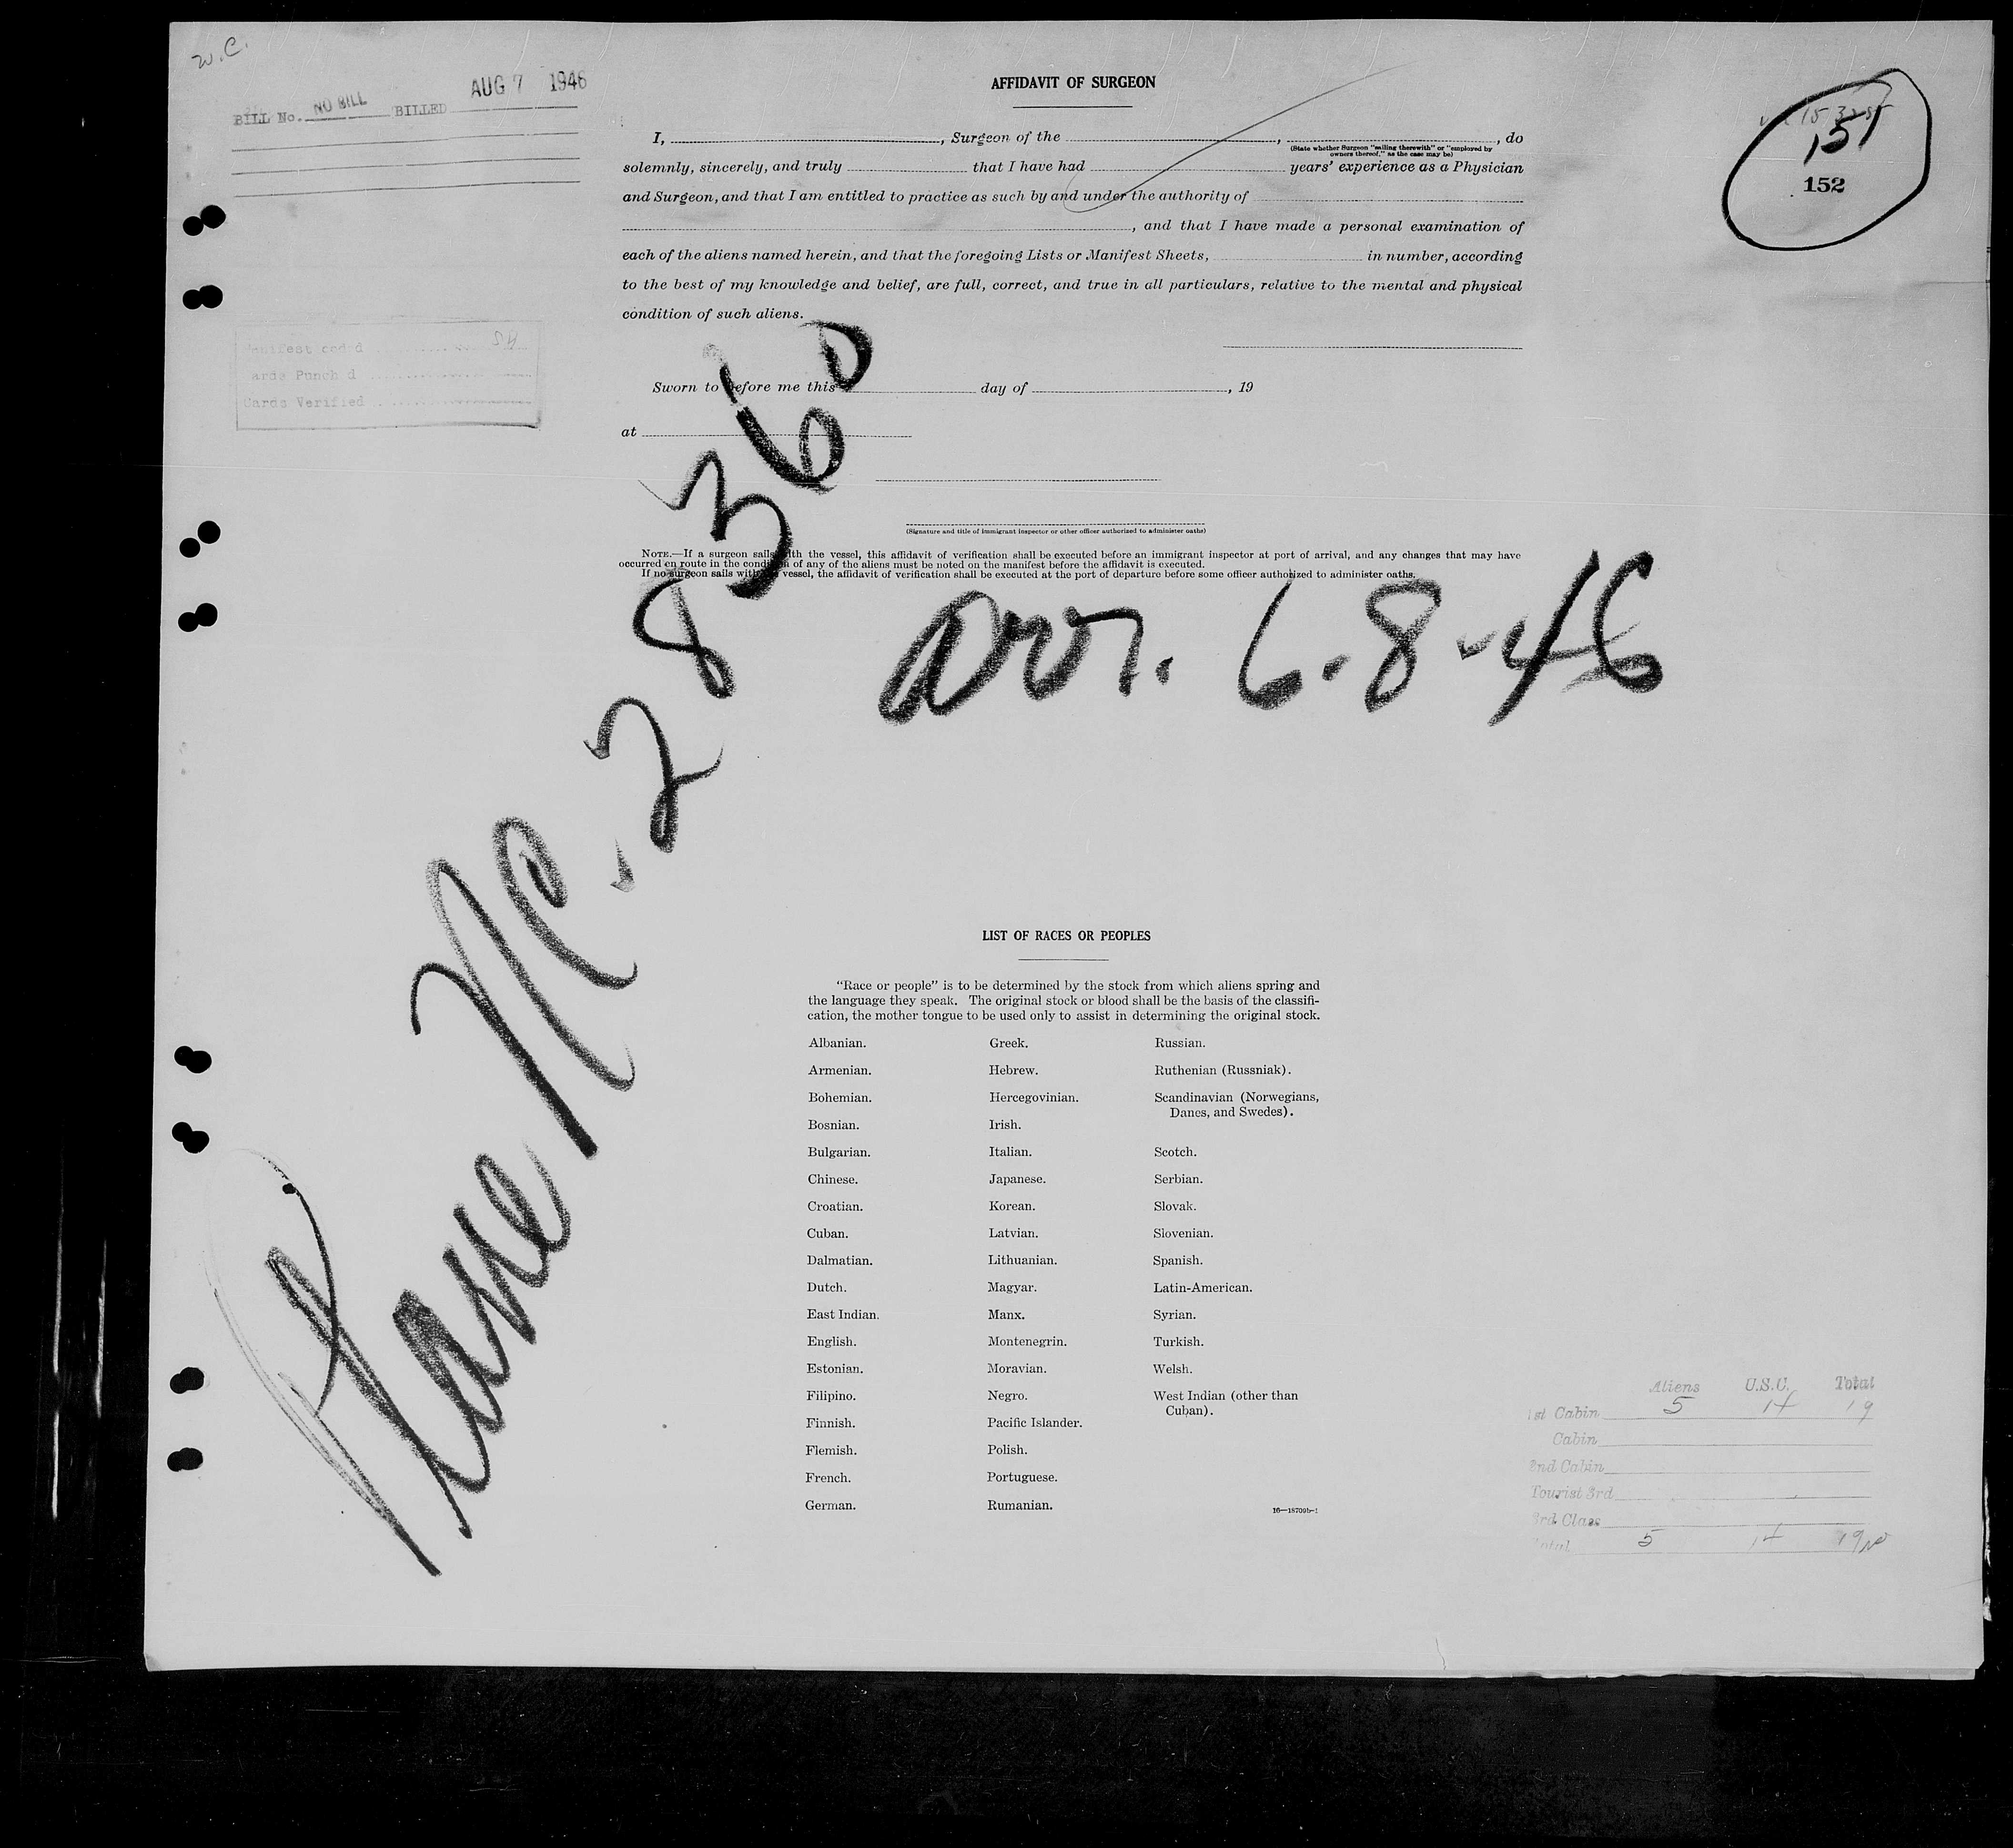 w.C.
BILL No. NO BILL BILLED AUG 7 1946
AFFIDAVIT OF SURGEON
151
152
I, , Surgeon of the , , do
(State whether Surgeon "sailing therewith" or "employed by owners thereof," as the case may be)
solemnly, sincerely, and truly that I have had years' experience as a Physician
and Surgeon, and that I am entitled to practice as such by and under the authority of
, and that I have made a personal examination of
each of the aliens named herein, and that the foregoing Lists or Manifest Sheets, in number, according
to the best of my knowledge and belief, are full, correct, and true in all particulars, relative to the mental and physical
condition of such aliens.
Manifest coded
ards Punch d
Cards Verified
Sworn to before me this day of , 19
at
(Signature and title of immigrant inspector or other officer authorized to administer oaths)
NOTE.—If a surgeon sails with the vessel, this affidavit of verification shall be executed before an immigrant inspector at port of arrival, and any changes that may have
occurred en route in the condition of any of the aliens must be noted on the manifest before the affidavit is executed.
If no surgeon sails with the vessel, the affidavit of verification shall be executed at the port of departure before some officer authorized to administer oaths.
Plane NC-28360
arr. 6-8-46
LIST OF RACES OR PEOPLES
"Race or people" is to be determined by the stock from which aliens spring and
the language they speak. The original stock or blood shall be the basis of the classifi-
cation, the mother tongue to be used only to assist in determining the original stock.
Albanian. Greek. Russian.
Armenian. Hebrew. Ruthenian (Russniak).
Bohemian. Hercegovinian. Scandinavian (Norwegians,
Danes, and Swedes).
Bosnian. Irish.
Bulgarian. Italian. Scotch.
Chinese. Japanese. Serbian.
Croatian. Korean. Slovak.
Cuban. Latvian. Slovenian.
Dalmatian. Lithuanian. Spanish.
Dutch. Magyar. Latin-American.
East Indian. Manx. Syrian.
English. Montenegrin. Turkish.
Estonian. Moravian. Welsh.
Filipino. Negro. West Indian (other than
Cuban).
Finnish. Pacific Islander.
Flemish. Polish.
French. Portuguese.
German. Rumanian.
16—18709b-1
Aliens U.S.C. Total
1st Cabin 5 14 19
Cabin
2nd Cabin
Tourist 3rd
3rd Class
Total 5 14 19